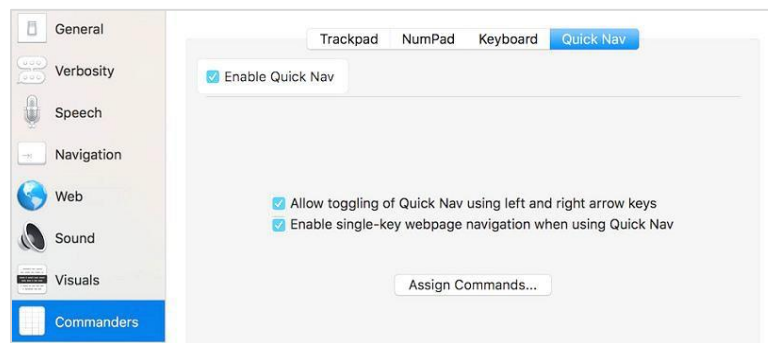 General
Verbosity
Speech
Navigation
Web
Sound
Visuals
Commanders
Trackpad NumPad Keyboard Quick Nav
Enable Quick Nav
Allow toggling of Quick Nav using left and right arrow keys
Enable single-key webpage navigation when using Quick Nav
Assign Commands...